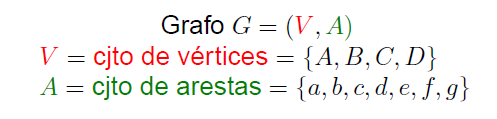 Grafo G = (V, A)
V = cjto de vértices = {A, B, C, D}
A = cjto de arestas = {a, b, c, d, e, f, g}